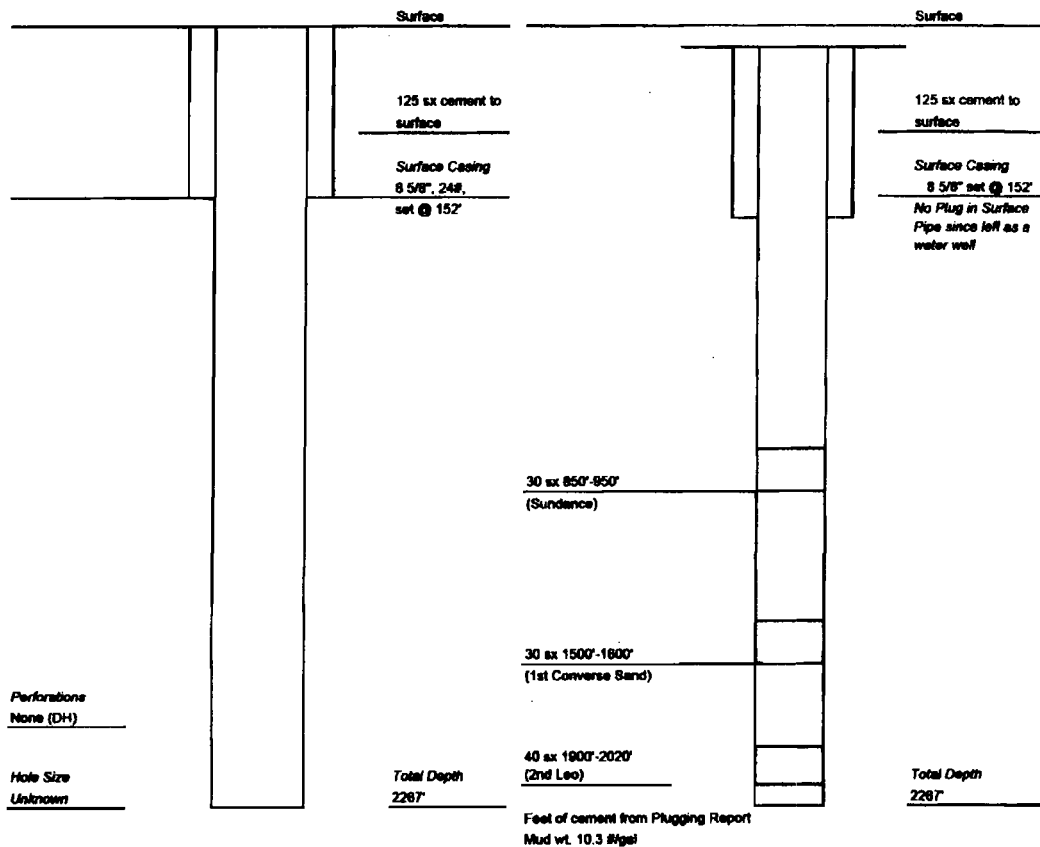 Surface
125 sx cement to
surface
Surface Casing
8 5/8", 24#,
set @ 152'
Perforations
None (DH)
Hole Size
Unknown
Total Depth
2267'
Surface
125 sx cement to
surface
Surface Casing
8 5/8" set @ 152'
No Plug in Surface
Pipe since left as a
water well
30 sx 850'-950'
(Sundance)
30 sx 1500'-1600'
(1st Converse Sand)
40 sx 1900'-2020'
(2nd Leo)
Total Depth
2267'
Feet of cement from Plugging Report
Mud wt. 10.3 #/gal